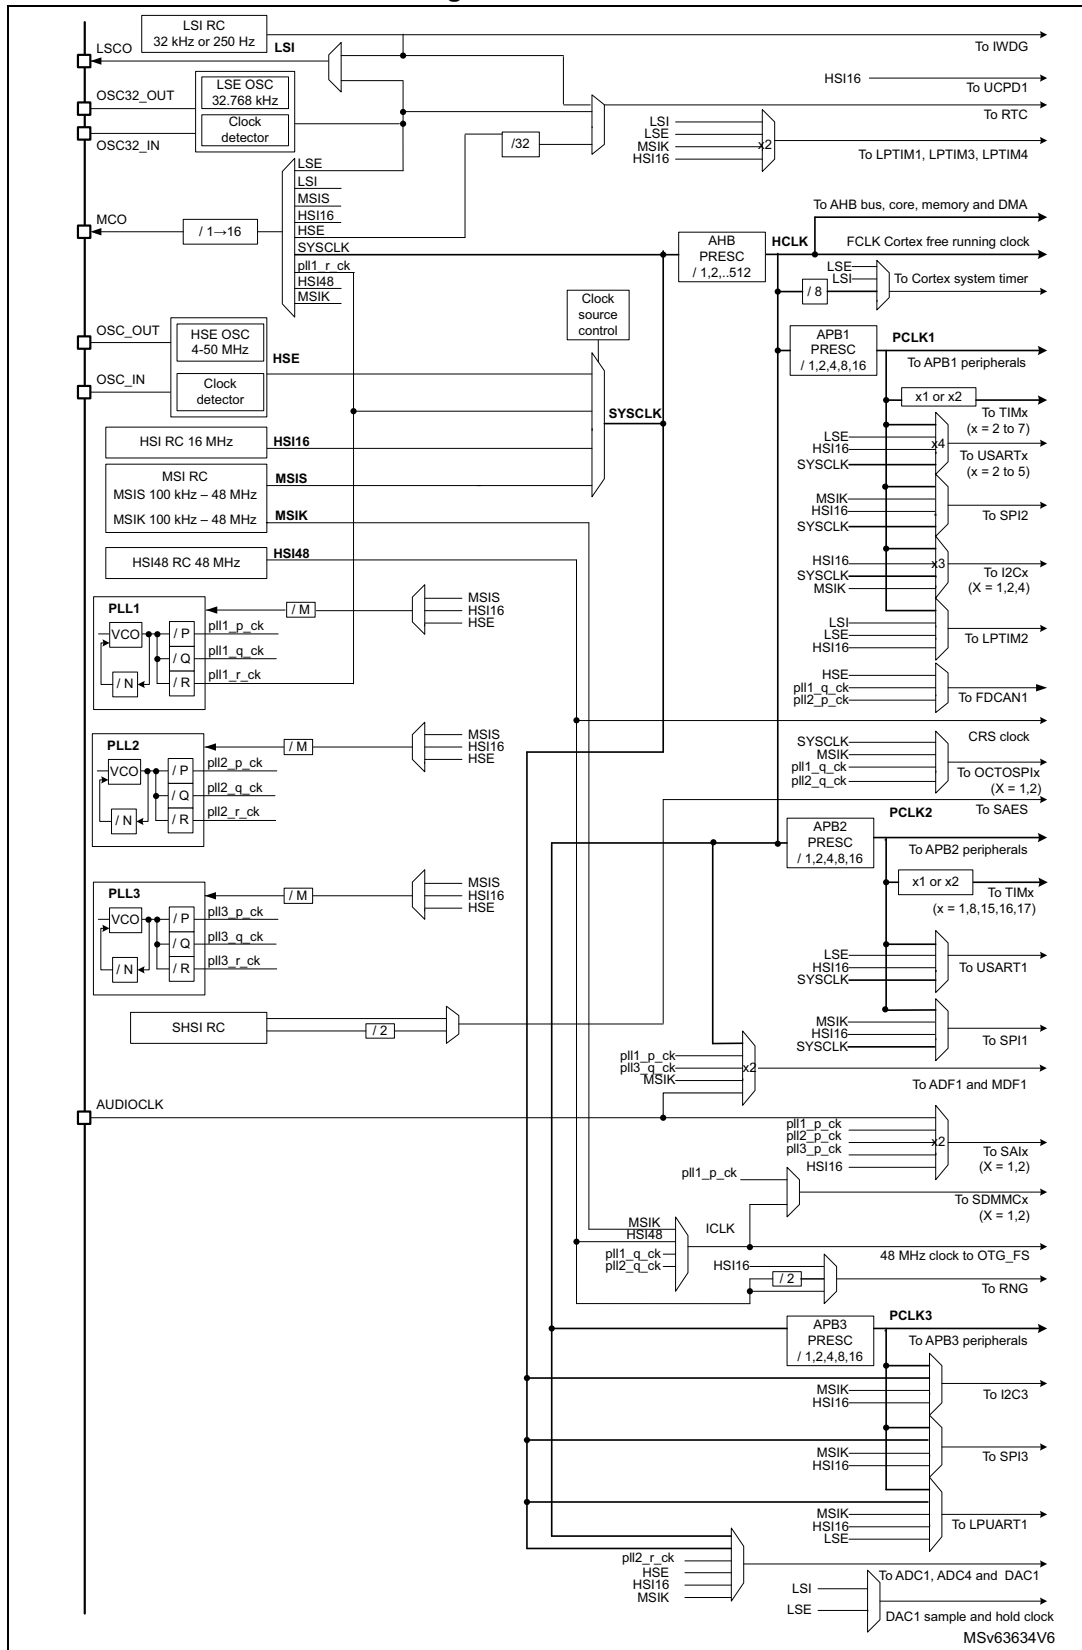 LSI RC
32 kHz or 250 Hz
LSI
To IWDG
LSCO
HSI16
To UCPD1
OSC32_OUT
LSE OSC
32.768 kHz
Clock
detector
OSC32_IN
To RTC
/32
LSI
LSE
MSIK
HSI16
x2
To LPTIM1, LPTIM3, LPTIM4
MCO
/ 1→16
LSE
LSI
MSIS
HSI16
HSE
SYSCLK
pll1_r_ck
HSI48
MSIK
AHB
PRESC
/ 1,2,..512
HCLK
To AHB bus, core, memory and DMA
FCLK Cortex free running clock
LSE
LSI
/ 8
To Cortex system timer
Clock
source
control
OSC_OUT
HSE OSC
4-50 MHz
HSE
OSC_IN
Clock
detector
APB1
PRESC
/ 1,2,4,8,16
PCLK1
To APB1 peripherals
x1 or x2
To TIMx
(x = 2 to 7)
SYSCLK
HSI RC 16 MHz
HSI16
LSE
HSI16
SYSCLK
x4
To USARTx
(x = 2 to 5)
MSI RC
MSIS 100 kHz – 48 MHz
MSIK 100 kHz – 48 MHz
MSIS
MSIK
MSIK
HSI16
SYSCLK
To SPI2
HSI48 RC 48 MHz
HSI48
HSI16
SYSCLK
MSIK
x3
To I2Cx
(X = 1,2,4)
PLL1
VCO
/ N
/ P
/ Q
/ R
pll1_p_ck
pll1_q_ck
pll1_r_ck
/ M
MSIS
HSI16
HSE
LSI
LSE
HSI16
To LPTIM2
HSE
pll1_q_ck
pll2_p_ck
To FDCAN1
CRS clock
PLL2
VCO
/ N
/ P
/ Q
/ R
pll2_p_ck
pll2_q_ck
pll2_r_ck
/ M
MSIS
HSI16
HSE
SYSCLK
MSIK
pll1_q_ck
pll2_q_ck
To OCTOSPIx
(X = 1,2)
To SAES
APB2
PRESC
/ 1,2,4,8,16
PCLK2
To APB2 peripherals
x1 or x2
To TIMx
(x = 1,8,15,16,17)
PLL3
VCO
/ N
/ P
/ Q
/ R
pll3_p_ck
pll3_q_ck
pll3_r_ck
/ M
MSIS
HSI16
HSE
LSE
HSI16
SYSCLK
To USART1
SHSI RC
/ 2
MSIK
HSI16
SYSCLK
To SPI1
pll1_p_ck
pll3_q_ck
MSIK
x2
To ADF1 and MDF1
AUDIOCLK
pll1_p_ck
pll2_p_ck
pll3_p_ck
HSI16
x2
To SAIx
(X = 1,2)
pll1_p_ck
To SDMMCx
(X = 1,2)
MSIK
HSI48
pll1_q_ck
pll2_q_ck
ICLK
48 MHz clock to OTG_FS
HSI16
/ 2
To RNG
APB3
PRESC
/ 1,2,4,8,16
PCLK3
To APB3 peripherals
MSIK
HSI16
To I2C3
MSIK
HSI16
To SPI3
MSIK
HSI16
LSE
To LPUART1
pll2_r_ck
HSE
HSI16
MSIK
To ADC1, ADC4 and DAC1
LSI
LSE
DAC1 sample and hold clock
MSv63634V6